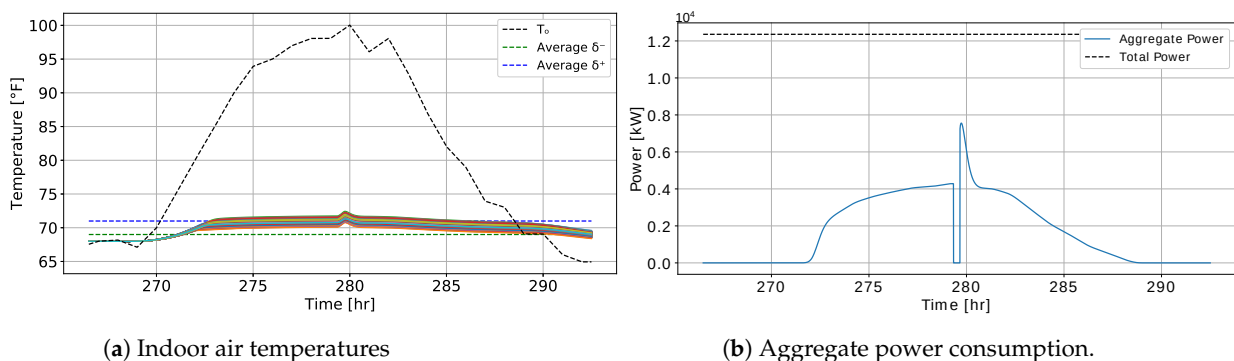 100
95
90
85
80
75
70
65
Temperature [°F]
270 275 280 285 290
Time [hr]
Tₒ
Average δ⁻
Average δ⁺
(a) Indoor air temperatures
10⁴
1.2
1.0
0.8
0.6
0.4
0.2
0.0
Power [kW]
270 275 280 285 290
Time [hr]
Aggregate Power
Total Power
(b) Aggregate power consumption.